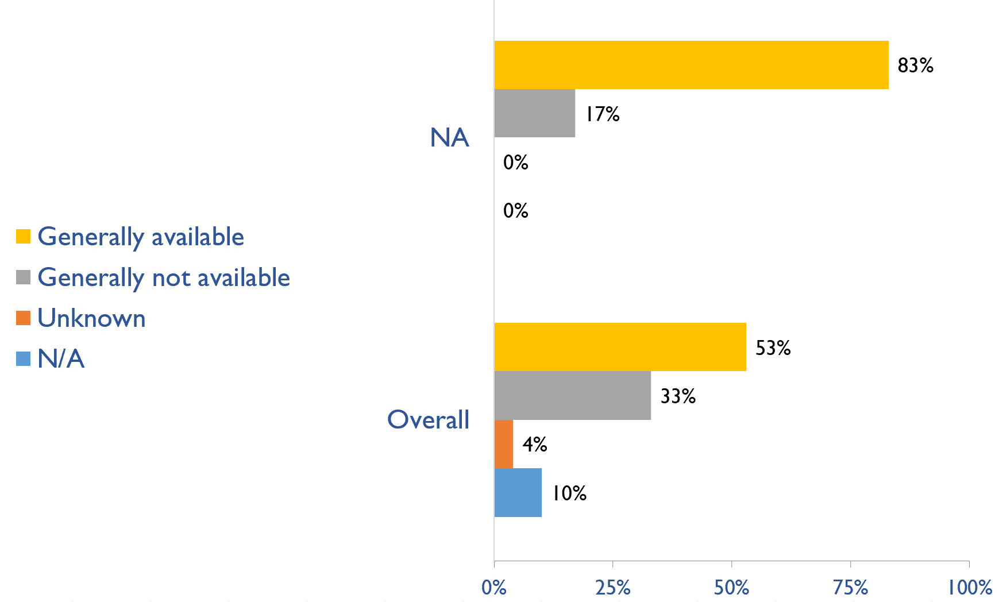 83%
17%
NA
0%
0%
Generally available
Generally not available
Unknown
N/A
53%
33%
Overall
4%
10%
0% 25% 50% 75% 100%